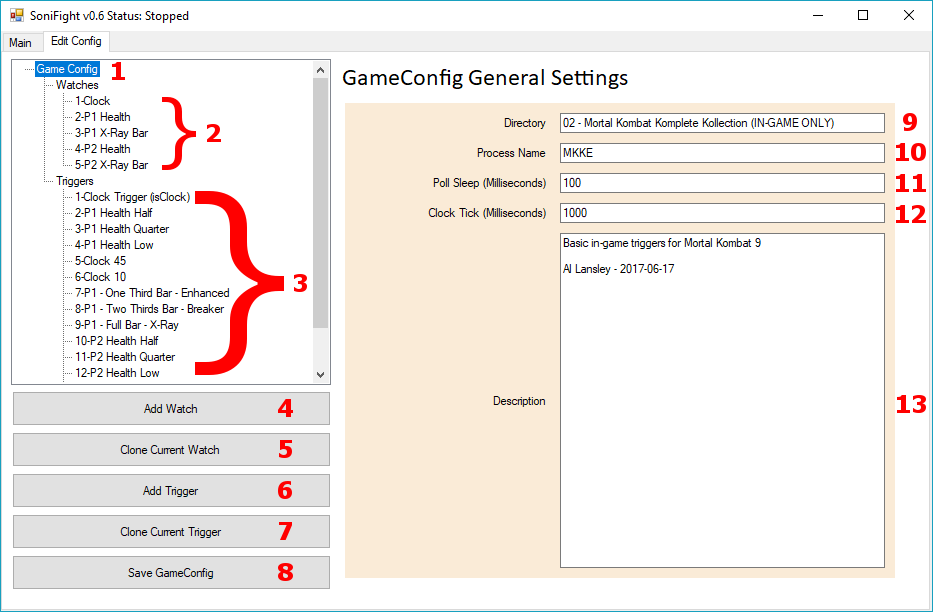 SoniFight v0.6 Status: Stopped
Main Edit Config
Game Config 1
Watches
1-Clock
2-P1 Health
3-P1 X-Ray Bar
4-P2 Health
5-P2 X-Ray Bar
2
Triggers
1-Clock Trigger (isClock)
2-P1 Health Half
3-P1 Health Quarter
4-P1 Health Low
5-Clock 45
6-Clock 10
7-P1 - One Third Bar - Enhanced
8-P1 - Two Thirds Bar - Breaker
9-P1 - Full Bar - X-Ray
10-P2 Health Half
11-P2 Health Quarter
12-P2 Health Low
3
Add Watch 4
Clone Current Watch 5
Add Trigger 6
Clone Current Trigger 7
Save GameConfig 8
GameConfig General Settings
Directory 02 - Mortal Kombat Komplete Kollection (IN-GAME ONLY) 9
Process Name MKKE 10
Poll Sleep (Milliseconds) 100 11
Clock Tick (Milliseconds) 1000 12
Basic in-game triggers for Mortal Kombat 9
Al Lansley - 2017-06-17
Description 13